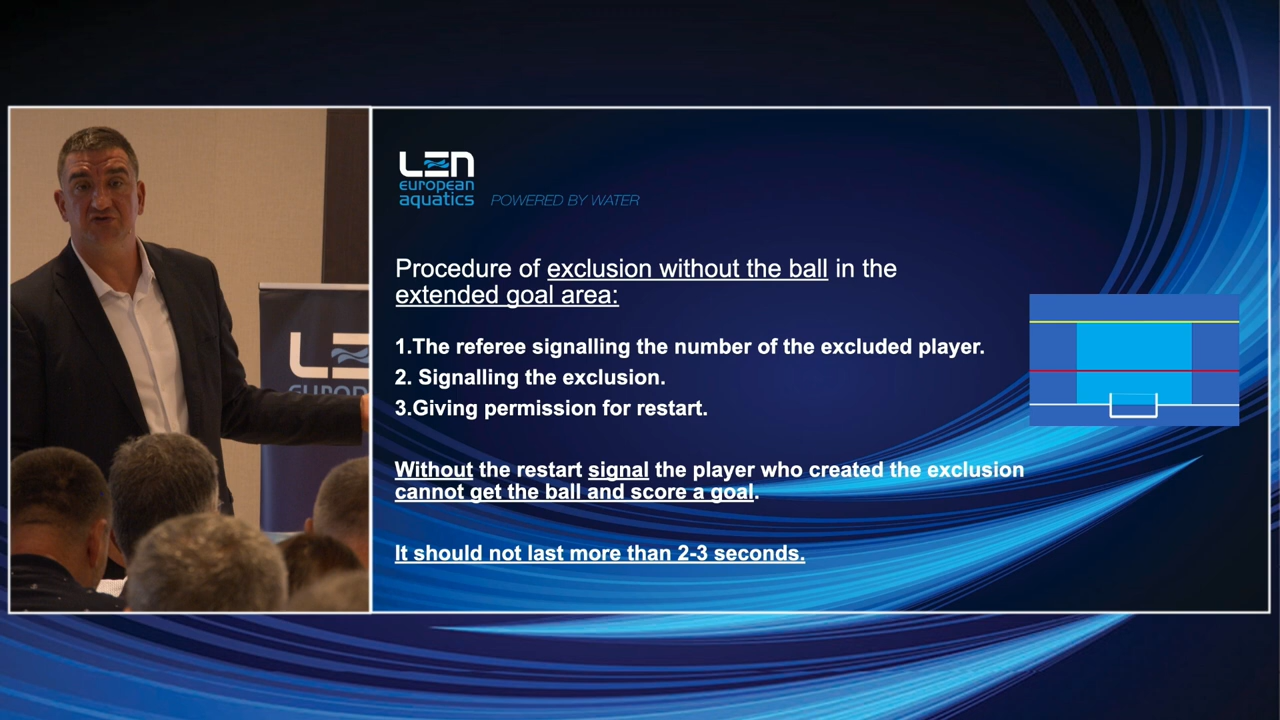 LEN
european
aquatics
POWERED BY WATER
Procedure of exclusion without the ball in the
extended goal area:
1.The referee signalling the number of the excluded player.
2. Signalling the exclusion.
3.Giving permission for restart.
Without the restart signal the player who created the exclusion
cannot get the ball and score a goal.
It should not last more than 2-3 seconds.